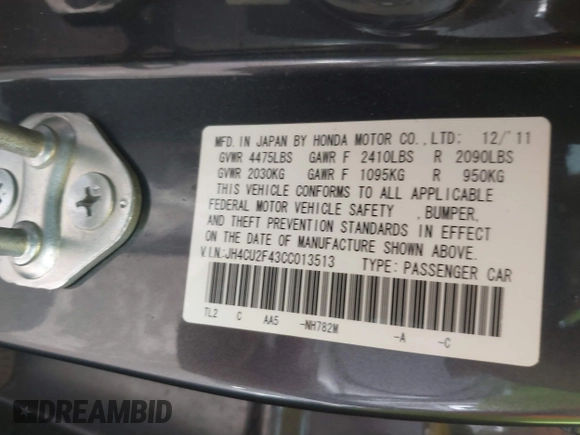 MFD. IN JAPAN BY HONDA MOTOR CO.,LTD: 12/'11
GVWR 4475LBS GAWR F 2410LBS R 2090LBS
GVWR 2030KG GAWR F 1095KG R 950KG
THIS VEHICLE CONFORMS TO ALL APPLICABLE
FEDERAL MOTOR VEHICLE SAFETY ,BUMPER,
AND THEFT PREVENTION STANDARDS IN EFFECT
ON THE DATE OF MANUFACTURE SHOWN ABOVE.
V.I.N.:JH4CU2F43CC013513 TYPE: PASSENGER CAR
TL2 C AA5 -NH782M -A -C
DREAMBID